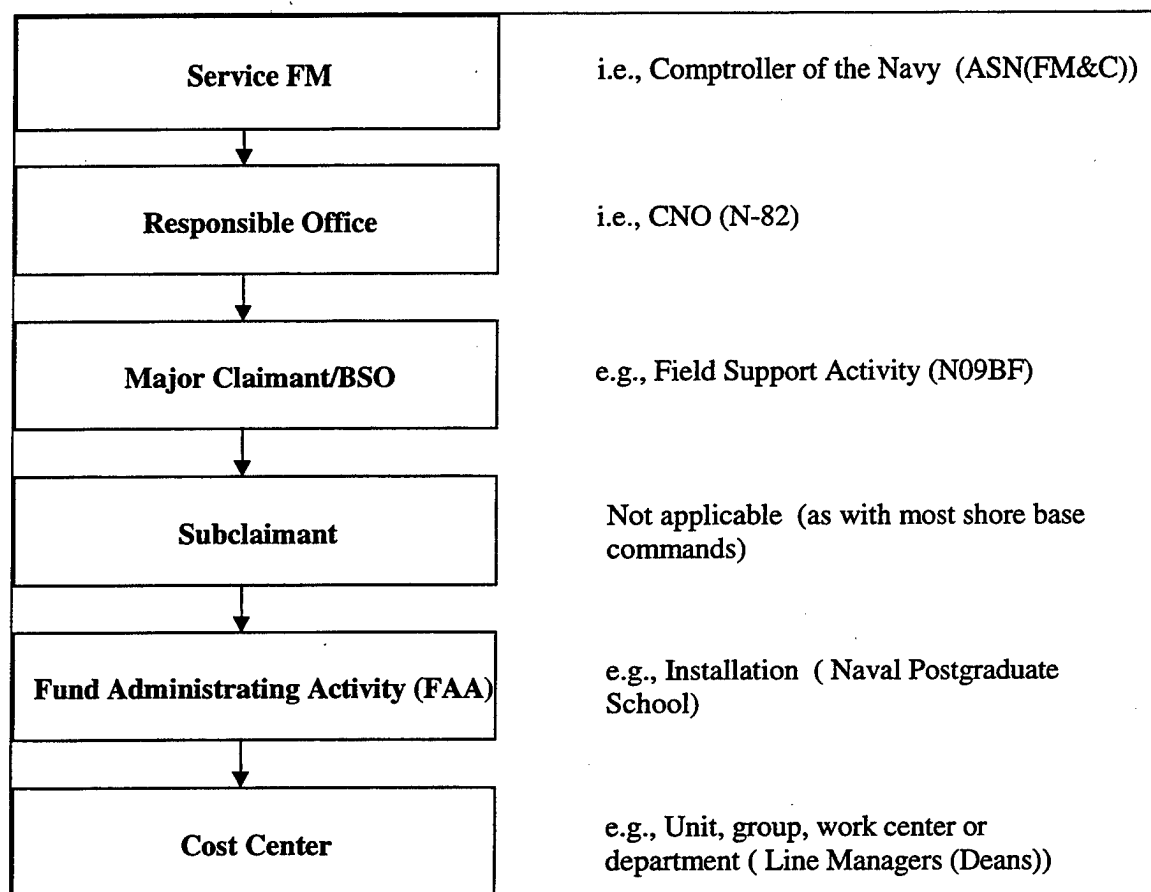 Service FM
i.e., Comptroller of the Navy (ASN(FM&C))
Responsible Office
i.e., CNO (N-82)
Major Claimant/BSO
e.g., Field Support Activity (N09BF)
Subclaimant
Not applicable (as with most shore base
commands)
Fund Administrating Activity (FAA)
e.g., Installation ( Naval Postgraduate
School)
Cost Center
e.g., Unit, group, work center or
department ( Line Managers (Deans))